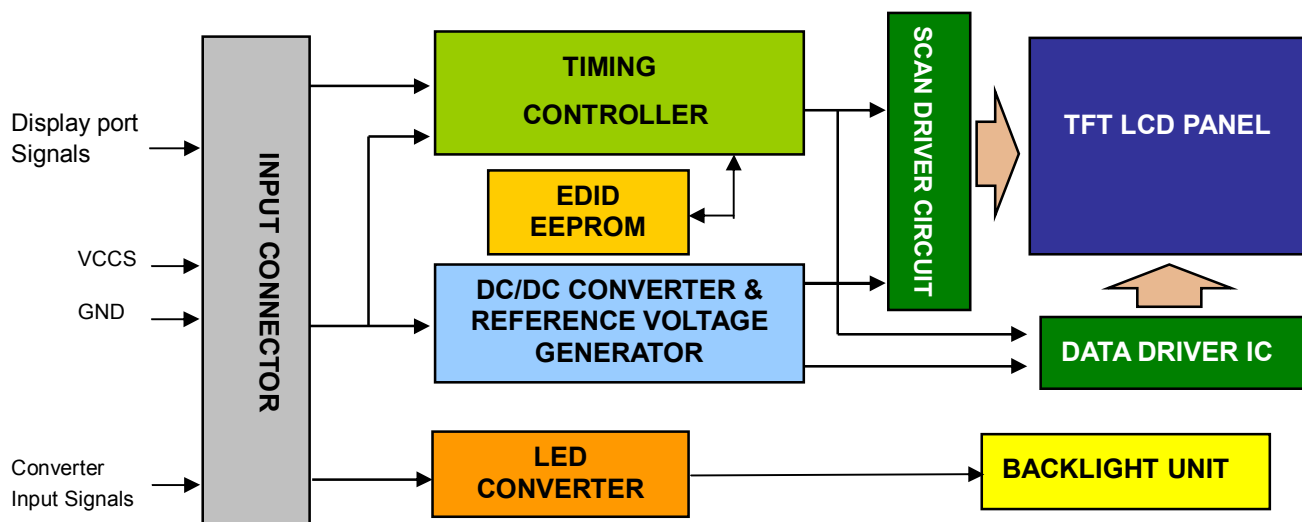 Display port
Signals
VCCS
GND
Converter
Input Signals
INPUT CONNECTOR
TIMING
CONTROLLER
EDID
EEPROM
DC/DC CONVERTER &
REFERENCE VOLTAGE
GENERATOR
LED
CONVERTER
SCAN DRIVER CIRCUIT
TFT LCD PANEL
DATA DRIVER IC
BACKLIGHT UNIT